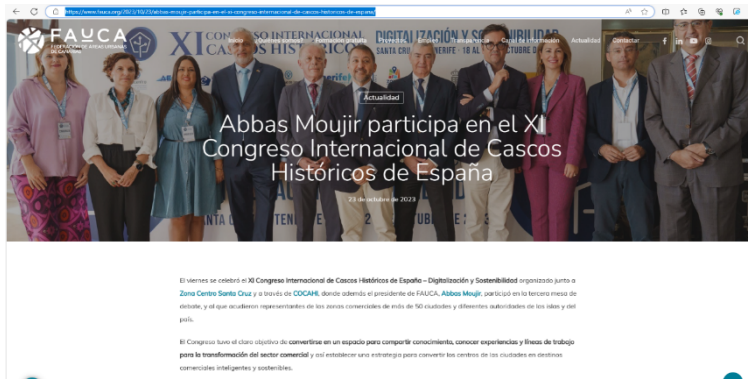 https://www.fauca.org/2023/10/23/abbas-moujir-participa-en-el-xi-congreso-internacional-de-cascos-historicos-de-espana/
FAUCA
FEDERACIÓN DE ÁREAS URBANAS
DE CANARIAS
Inicio
Formación gratuita
Proyectos
Empleo
Transparencia
Canal de información
Actualidad
Contactar
Actualidad
Abbas Moujir participa en el XI
Congreso Internacional de Cascos
Históricos de España
23 de octubre de 2023
El viernes se celebró el XI Congreso Internacional de Cascos Históricos de España – Digitalización y Sostenibilidad organizado junto a
Zona Centro Santa Cruz y a través de COCAHI, donde además el presidente de FAUCA, Abbas Moujir, participó en la tercera mesa de
debate, y al que acudieron representantes de las zonas comerciales de más de 50 ciudades y diferentes autoridades de las islas y del
país.
El Congreso tuvo el claro objetivo de convertirse en un espacio para compartir conocimiento, conocer experiencias y líneas de trabajo
para la transformación del sector comercial y así establecer una estrategia para convertir los centros de las ciudades en destinos
comerciales inteligentes y sostenibles.